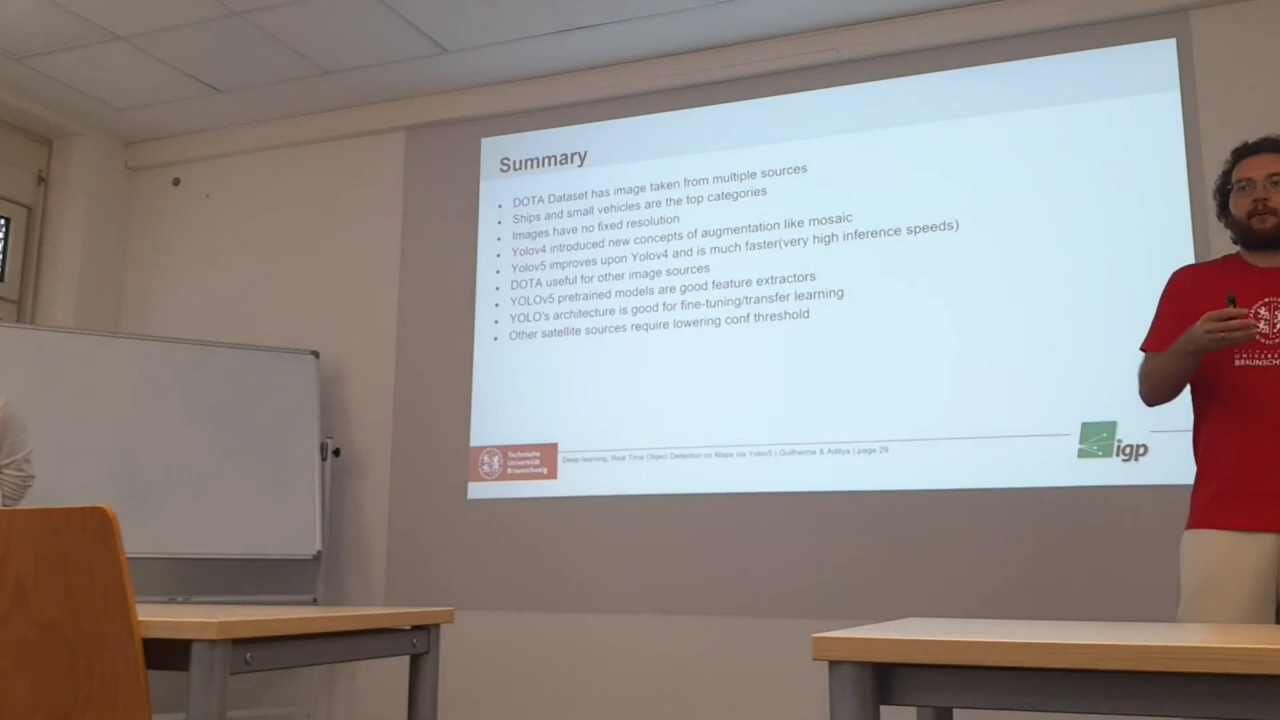 Summary
• DOTA Dataset has image taken from multiple sources
• Ships and small vehicles are the top categories
• Images have no fixed resolution
• Yolov4 introduced new concepts of augmentation like mosaic
• Yolov5 improves upon Yolov4 and is much faster(very high inference speeds)
• DOTA useful for other image sources
• YOLOv5 pretrained models are good feature extractors
• YOLO's architecture is good for fine-tuning/transfer learning
• Other satellite sources require lowering conf threshold
Technische
Universität
Braunschweig
Deep learning, Real Time Object Detection on Maps via Yolov5 | Guilherme & Aditya | page 29
igp